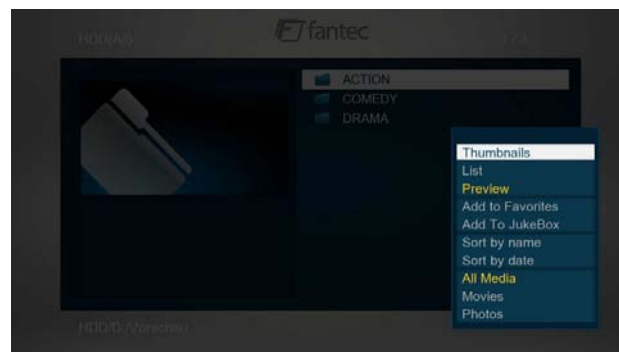 HDD(All)
fantec
1 / 3
ACTION
COMEDY
DRAMA
Thumbnails
List
Preview
Add to Favorites
Add To JukeBox
Sort by name
Sort by date
All Media
Movies
Photos
HDD/D:/Vorschau